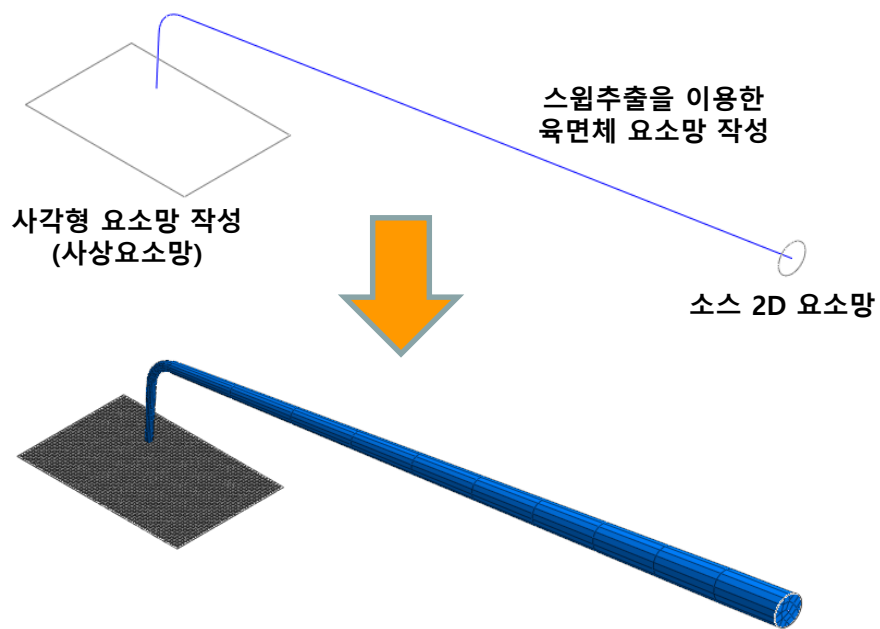 스윕추출을 이용한
육면체 요소망 작성
사각형 요소망 작성
(사상요소망)
소스 2D 요소망